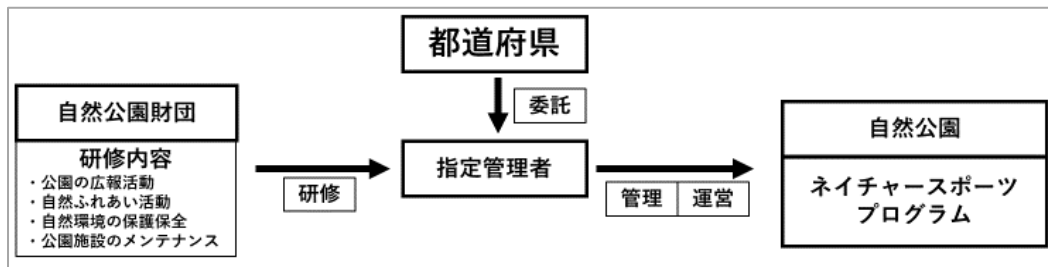 都道府県
委託
自然公園財団
研修内容
・公園の広報活動
・自然ふれあい活動
・自然環境の保護保全
・公園施設のメンテナンス
研修
指定管理者
管理
運営
自然公園
ネイチャースポーツ
プログラム